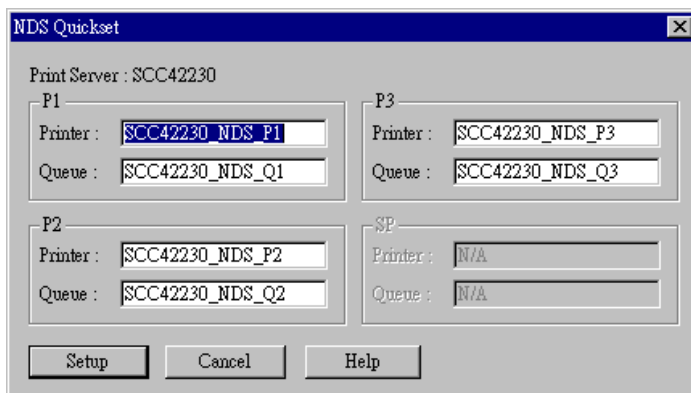 NDS Quickset
Print Server : SCC42230
P1
Printer : SCC42230_NDS_P1
Queue : SCC42230_NDS_Q1
P3
Printer : SCC42230_NDS_P3
Queue : SCC42230_NDS_Q3
P2
Printer : SCC42230_NDS_P2
Queue : SCC42230_NDS_Q2
SP
Printer : N/A
Queue : N/A
Setup Cancel Help